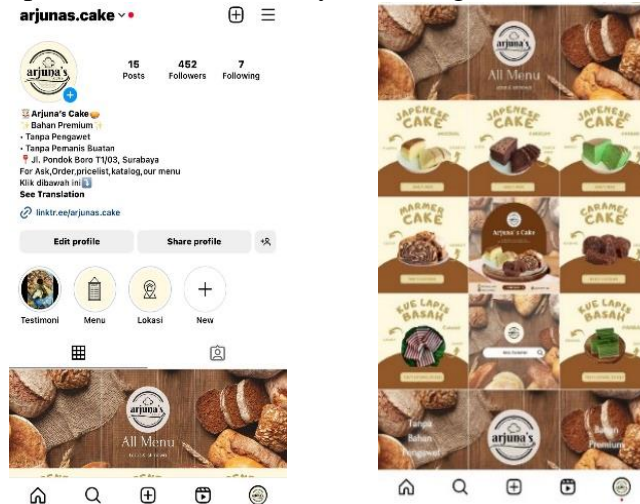 arjunas.cake
15 452 7
Posts Followers Following
arjuna's
Arjuna's Cake
Bahan Premium
• Tanpa Pengawet
• Tanpa Pemanis Buatan
Jl. Pondok Boro T1/03, Surabaya
For Ask,Order,pricelist,katalog,our menu
Klik dibawah ini
See Translation
linktr.ee/arjunas.cake
Edit profile Share profile
Testimoni Menu Lokasi New
arjuna's
All Menu
arjuna's
All Menu
JAPENESE CAKE
JAPENESE CAKE
JAPENESE CAKE
MARMER CAKE
Arjuna's Cake
CARAMEL CAKE
KUE LAPIS BASAH
KUE LAPIS BASAH
Tanpa
Bahan
Pengawet
arjuna's
Bahan
Premium